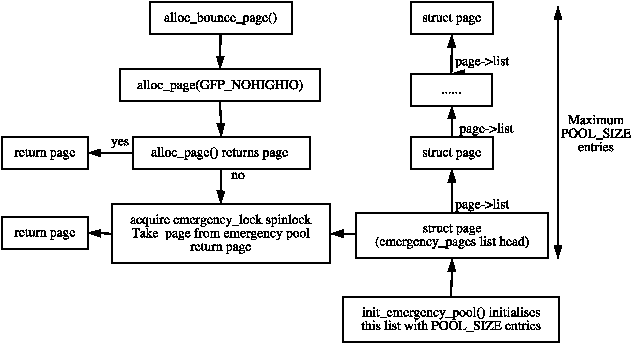 alloc_bounce_page()
struct page
page->list
alloc_page(GFP_NOHIGHIO)
......
Maximum
POOL_SIZE
entries
page->list
yes
return page
alloc_page() returns page
struct page
no
page->list
acquire emergency_lock spinlock
Take page from emergency pool
return page
return page
struct page
(emergency_pages list head)
init_emergency_pool() initialises
this list with POOL_SIZE entries